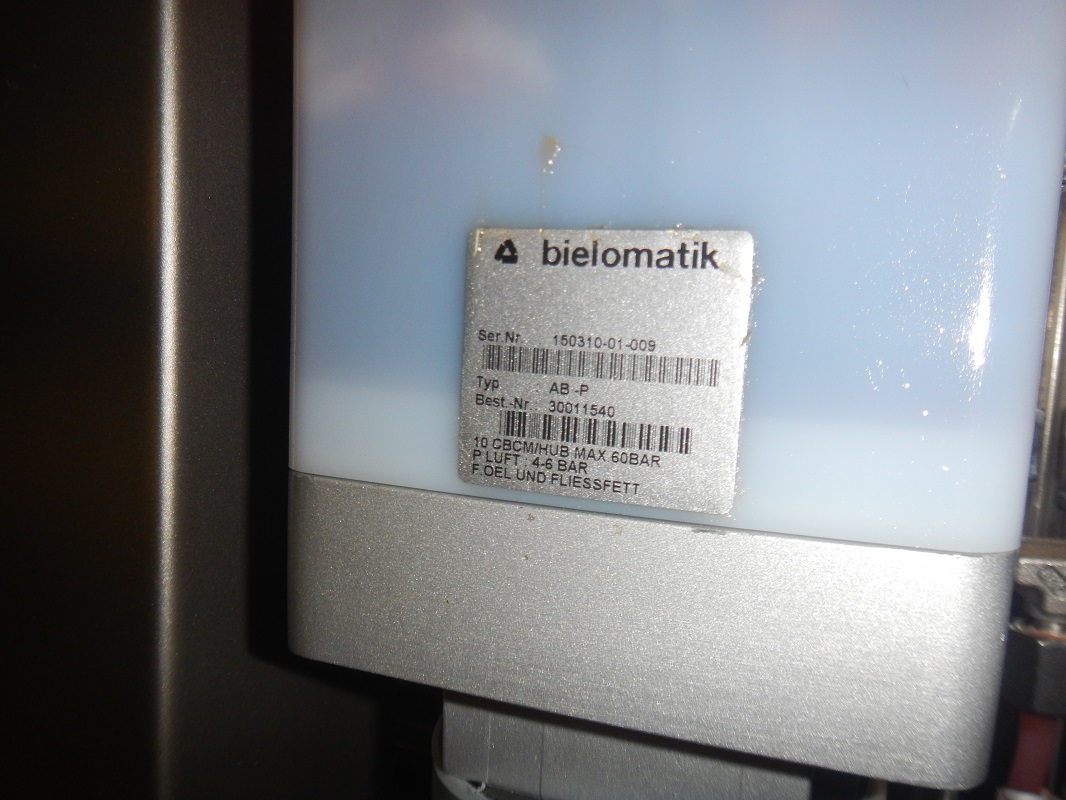 bielomatik
Ser.Nr. 150310-01-009
Typ : AB -P
Best.-Nr. 30011540
10 CBCM/HUB MAX.60BAR
P LUFT : 4-6 BAR
F.OEL UND FLIESSFETT